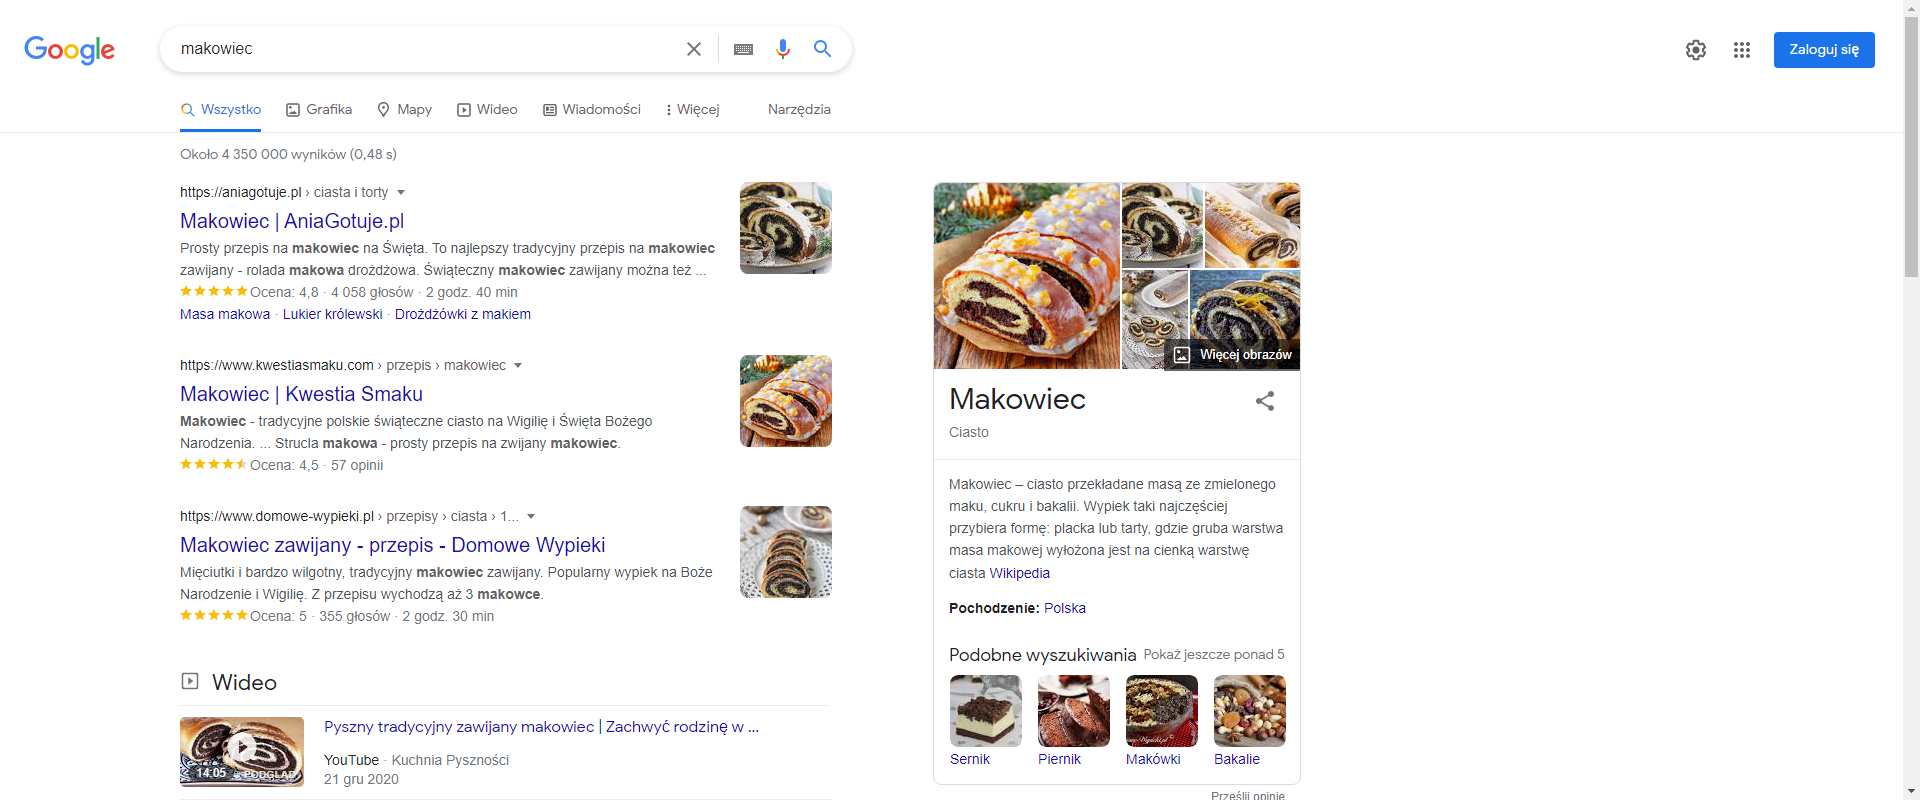 Google
makowiec
Zaloguj się
Wszystko
Grafika
Mapy
Wideo
Wiadomości
Więcej
Narzędzia
Około 4 350 000 wyników (0,48 s)
https://aniagotuje.pl › ciasta i torty
Makowiec | AniaGotuje.pl
Prosty przepis na makowiec na Święta. To najlepszy tradycyjny przepis na makowiec
zawijany - rolada makowa drożdżowa. Świąteczny makowiec zawijany można też ...
Ocena: 4,8 · 4 058 głosów · 2 godz. 40 min
Masa makowa · Lukier królewski · Drożdżówki z makiem
https://www.kwestiasmaku.com › przepis › makowiec
Makowiec | Kwestia Smaku
Makowiec - tradycyjne polskie świąteczne ciasto na Wigilię i Święta Bożego
Narodzenia. ... Strucla makowa - prosty przepis na zwijany makowiec.
Ocena: 4,5 · 57 opinii
https://www.domowe-wypieki.pl › przepisy › ciasta › 1...
Makowiec zawijany - przepis - Domowe Wypieki
Mięciutki i bardzo wilgotny, tradycyjny makowiec zawijany. Popularny wypiek na Boże
Narodzenie i Wigilię. Z przepisu wychodzą aż 3 makowce.
Ocena: 5 · 355 głosów · 2 godz. 30 min
Wideo
Pyszny tradycyjny zawijany makowiec | Zachwyć rodzinę w ...
14:05
PODGLĄD
YouTube · Kuchnia Pyszności
21 gru 2020
Więcej obrazów
Makowiec
Ciasto
Makowiec – ciasto przekładane masą ze zmielonego
maku, cukru i bakalii. Wypiek taki najczęściej
przybiera formę: placka lub tarty, gdzie gruba warstwa
masa makowej wyłożona jest na cienką warstwę
ciasta Wikipedia
Pochodzenie: Polska
Podobne wyszukiwania
Pokaż jeszcze ponad 5
Sernik
Piernik
Makówki
Bakalie
Prześlij opinię